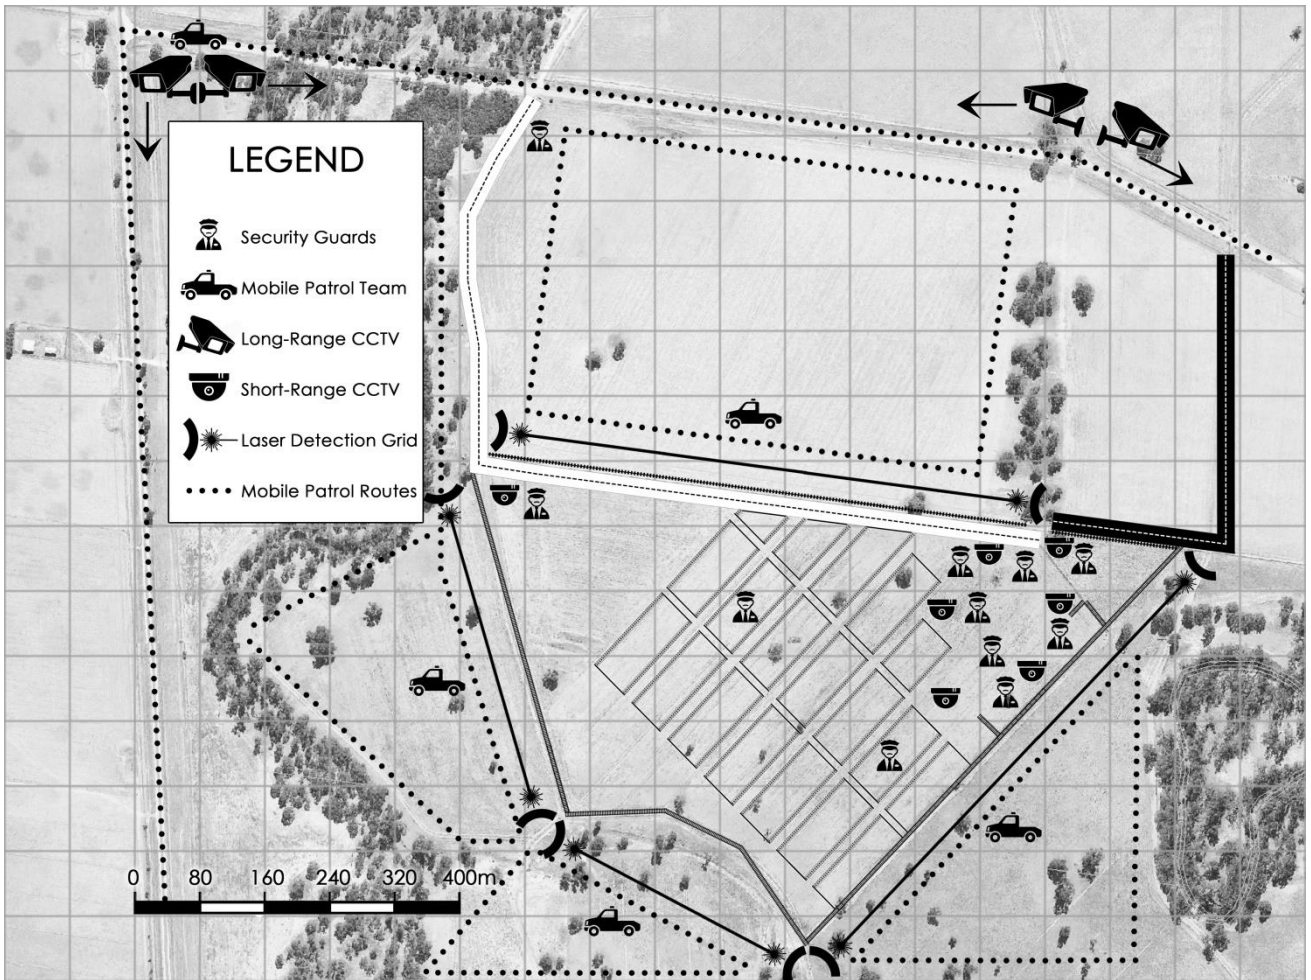 LEGEND
Security Guards
Mobile Patrol Team
Long-Range CCTV
Short-Range CCTV
Laser Detection Grid
Mobile Patrol Routes
0 80 160 240 320 400m